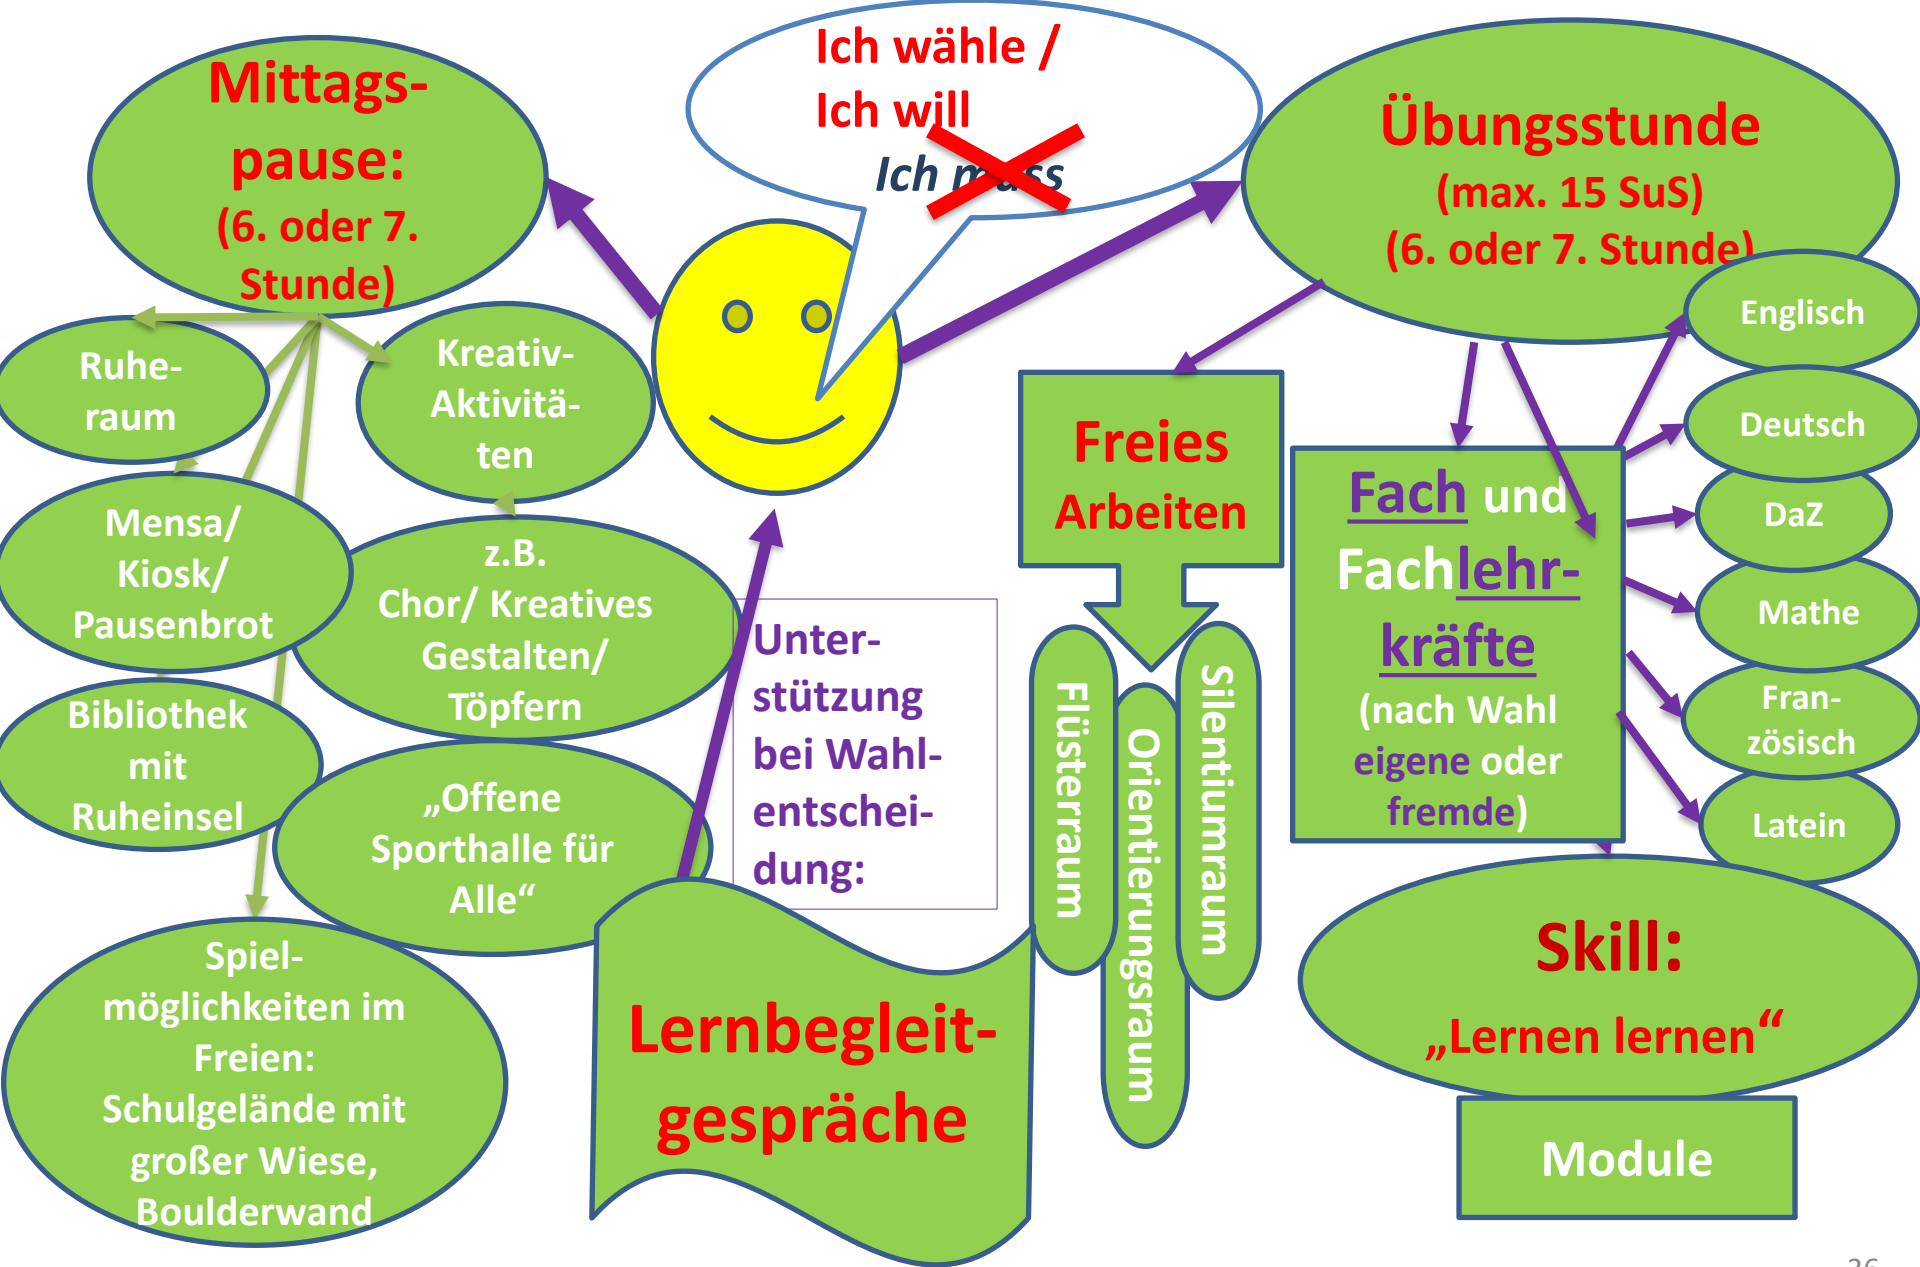 Ich wähle /
Ich will
Ich muss
Mittags-
pause:
(6. oder 7.
Stunde)
Ruhe-
raum
Kreativ-
Aktivitä-
ten
Mensa/
Kiosk/
Pausenbrot
z.B.
Chor/ Kreatives
Gestalten/
Töpfern
Bibliothek
mit
Ruheinsel
„Offene
Sporthalle für
Alle“
Spiel-
möglichkeiten im
Freien:
Schulgelände mit
großer Wiese,
Boulderwand
Unter-
stützung
bei Wahl-
entschei-
dung:
Lernbegleit-
gespräche
Übungsstunde
(max. 15 SuS)
(6. oder 7. Stunde)
Freies
Arbeiten
Flüsterraum
Orientierungsraum
Silentiumraum
Fach und
Fachlehr-
kräfte
(nach Wahl
eigene oder
fremde)
Englisch
Deutsch
DaZ
Mathe
Fran-
zösisch
Latein
Skill:
„Lernen lernen“
Module